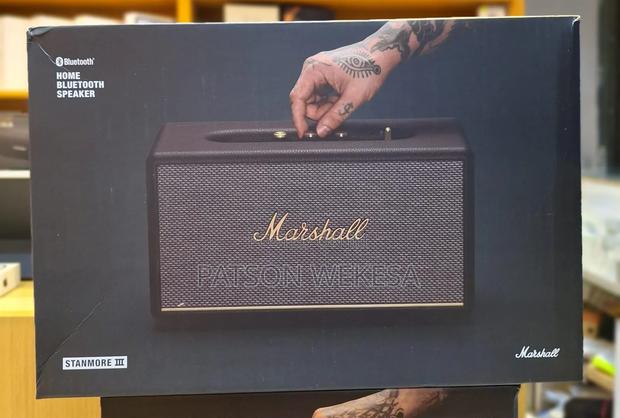 Bluetooth
HOME
BLUETOOTH
SPEAKER
$
Marshall
PATSON WEKESA
STANMORE III
Marshall